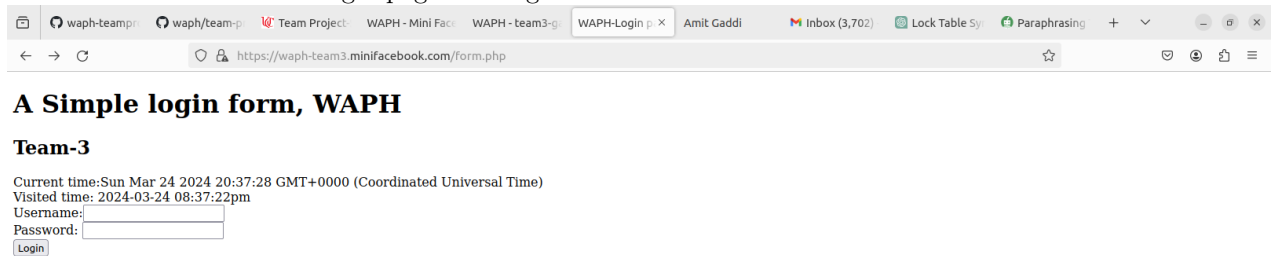 waph-teampr waph/team-p Team Project- WAPH - Mini Face WAPH - team3-g WAPH-Login p Amit Gaddi Inbox (3,702) Lock Table Sy Paraphrasing
https://waph-team3.minifacebook.com/form.php
A Simple login form, WAPH
Team-3
Current time:Sun Mar 24 2024 20:37:28 GMT+0000 (Coordinated Universal Time)
Visited time: 2024-03-24 08:37:22pm
Username:
Password:
Login